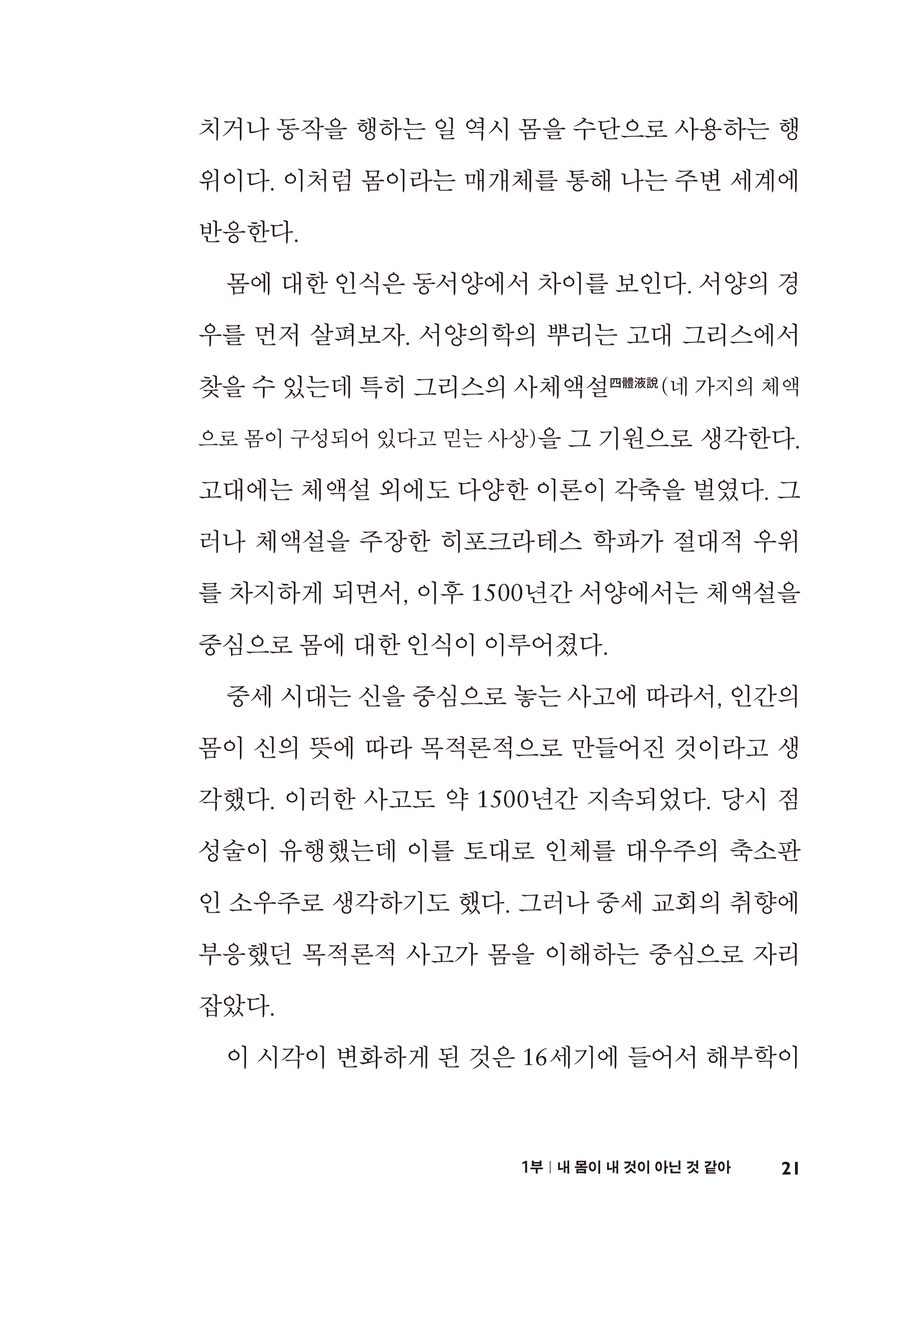 치거나 동작을 행하는 일 역시 몸을 수단으로 사용하는 행
위이다. 이처럼 몸이라는 매개체를 통해 나는 주변 세계에
반응한다.
몸에 대한 인식은 동서양에서 차이를 보인다. 서양의 경
우를 먼저 살펴보자. 서양의학의 뿌리는 고대 그리스에서
찾을 수 있는데 특히 그리스의 사체액설四體液說(네 가지의 체액
으로 몸이 구성되어 있다고 믿는 사상)을 그 기원으로 생각한다.
고대에는 체액설 외에도 다양한 이론이 각축을 벌였다. 그
러나 체액설을 주장한 히포크라테스 학파가 절대적 우위
를 차지하게 되면서, 이후 1500년간 서양에서는 체액설을
중심으로 몸에 대한 인식이 이루어졌다.
중세 시대는 신을 중심으로 놓는 사고에 따라서, 인간의
몸이 신의 뜻에 따라 목적론적으로 만들어진 것이라고 생
각했다. 이러한 사고도 약 1500년간 지속되었다. 당시 점
성술이 유행했는데 이를 토대로 인체를 대우주의 축소판
인 소우주로 생각하기도 했다. 그러나 중세 교회의 취향에
부응했던 목적론적 사고가 몸을 이해하는 중심으로 자리
잡았다.
이 시각이 변화하게 된 것은 16세기에 들어서 해부학이
1부 | 내 몸이 내 것이 아닌 것 같아 21